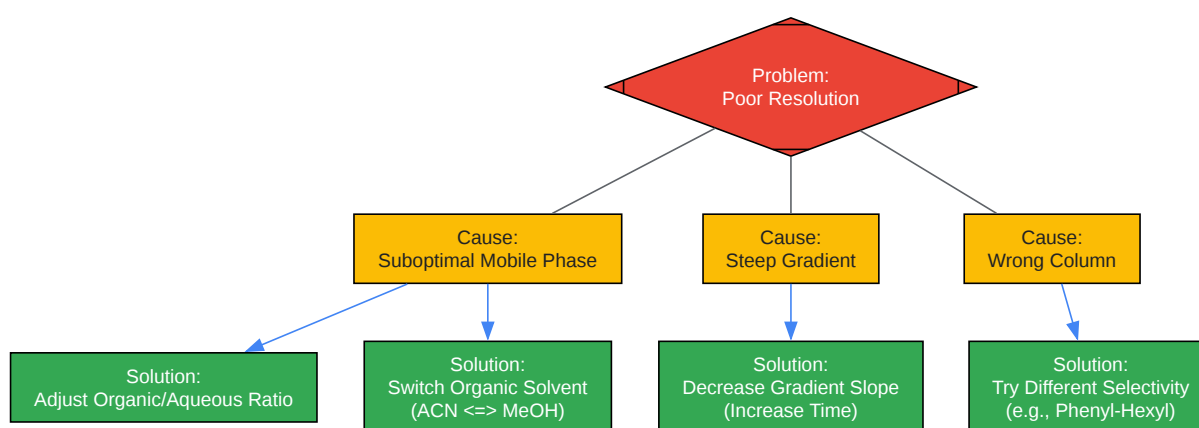 Problem:
Poor Resolution
Cause:
Suboptimal Mobile Phase
Cause:
Steep Gradient
Cause:
Wrong Column
Solution:
Adjust Organic/Aqueous Ratio
Solution:
Switch Organic Solvent
(ACN <=> MeOH)
Solution:
Decrease Gradient Slope
(Increase Time)
Solution:
Try Different Selectivity
(e.g., Phenyl-Hexyl)